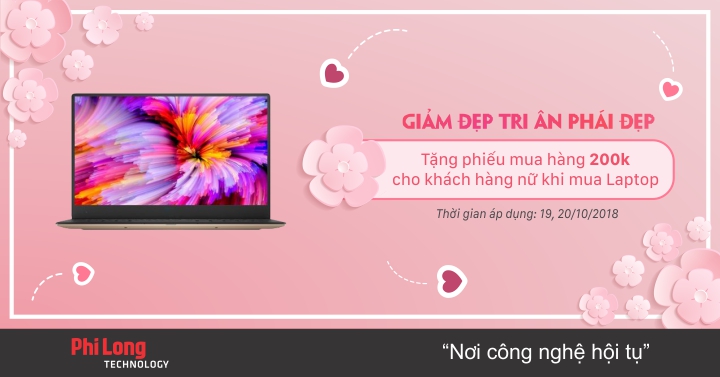 GIẢM ĐẸP TRI ÂN PHÁI ĐẸP
Tặng phiếu mua hàng 200k
cho khách hàng nữ khi mua Laptop
Thời gian áp dụng: 19, 20/10/2018
Phi Long
TECHNOLOGY
“Nơi công nghệ hội tụ”